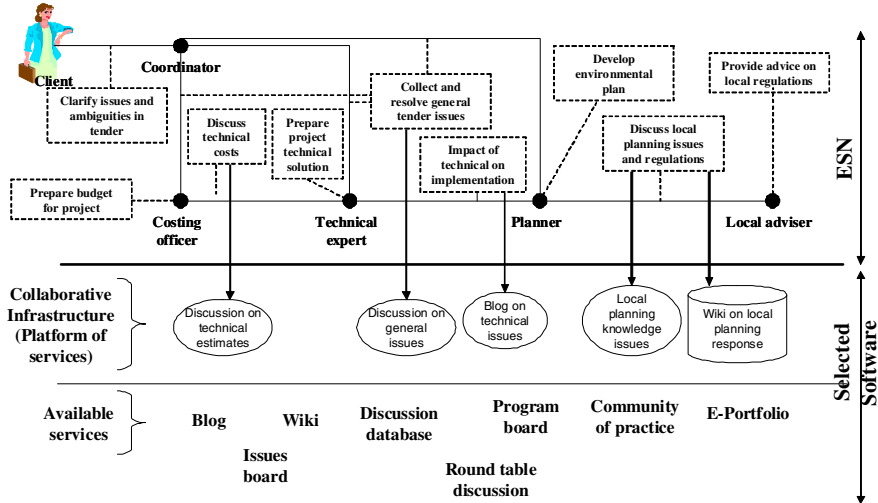 Client
Coordinator
Clarify issues and
ambiguities in
tender
Discuss
technical
costs
Prepare
project
technical
solution
Collect and
resolve general
tender issues
Impact of
technical on
implementation
Develop
environmental
plan
Discuss local
planning issues
and regulations
Provide advice on
local regulations
Prepare budget
for project
Costing
officer
Technical
expert
Planner
Local adviser
ESN
Collaborative
Infrastructure
(Platform of
services)
Discussion on
technical
estimates
Discussion on
general
issues
Blog on
technical
issues
Local
planning
knowledge
issues
Wiki on local
planning
response
Selected
Software
Available
services
Blog
Wiki
Discussion
database
Program
board
Community
of practice
E-Portfolio
Issues
board
Round table
discussion